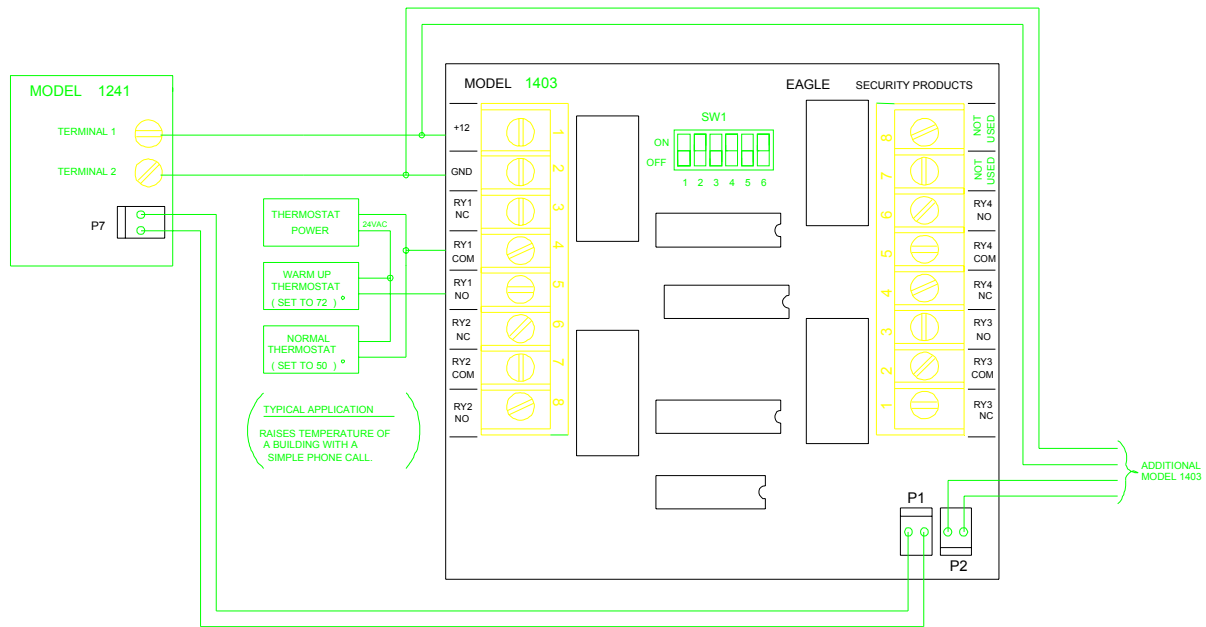 MODEL 1241
TERMINAL 1
TERMINAL 2
P7
THERMOSTAT
POWER
24VAC
WARM UP
THERMOSTAT
( SET TO 72 ) °
NORMAL
THERMOSTAT
( SET TO 50 ) °
TYPICAL APPLICATION
RAISES TEMPERATURE OF
A BUILDING WITH A
SIMPLE PHONE CALL.
MODEL 1403
EAGLE SECURITY PRODUCTS
+12
GND
RY1
NC
RY1
COM
RY1
NO
RY2
NC
RY2
COM
RY2
NO
1
2
3
4
5
6
7
8
SW1
ON
OFF
1 2 3 4 5 6
8
7
6
5
4
3
2
1
NOT
USED
NOT
USED
RY4
NO
RY4
COM
RY4
NC
RY3
NO
RY3
COM
RY3
NC
P1
P2
ADDITIONAL
MODEL 1403